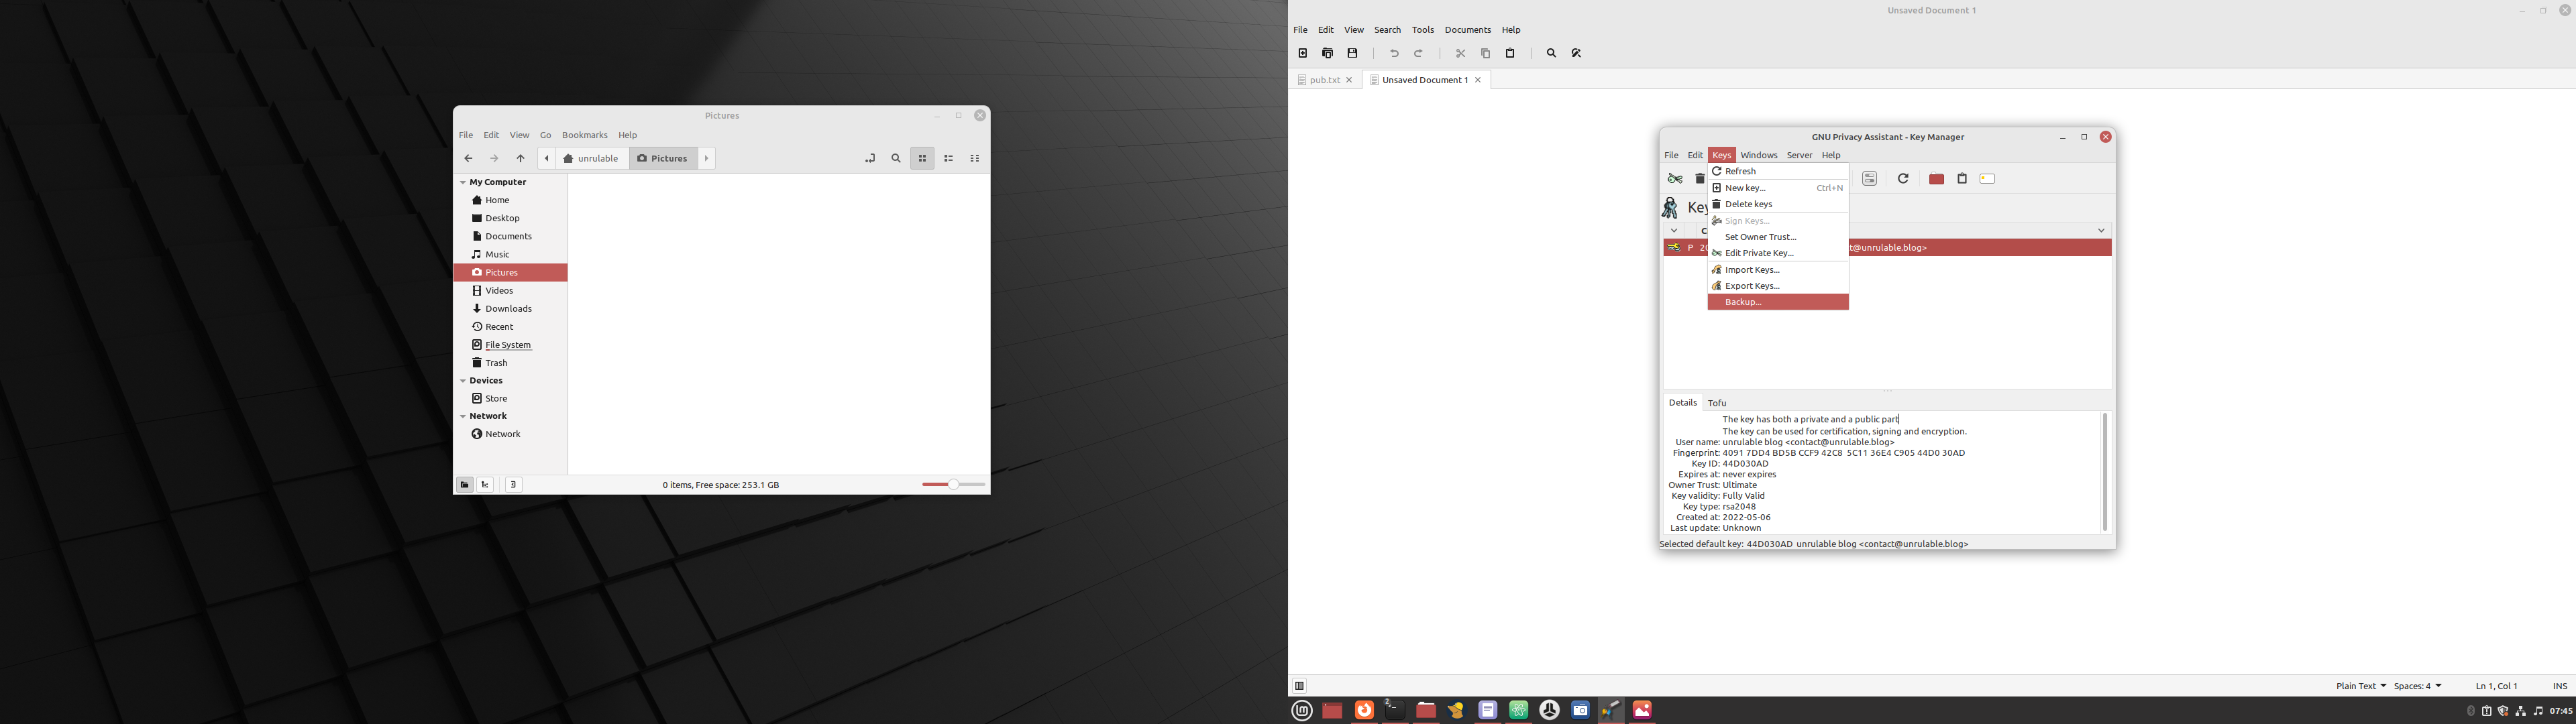 Pictures
File Edit View Go Bookmarks Help
unrulable Pictures
My Computer
Home
Desktop
Documents
Music
Pictures
Videos
Downloads
Recent
File System
Trash
Devices
Store
Network
Network
0 items, Free space: 253.1 GB
Unsaved Document 1
File Edit View Search Tools Documents Help
pub.txt Unsaved Document 1
GNU Privacy Assistant - Key Manager
File Edit Keys Windows Server Help
Refresh
New key... Ctrl+N
Delete keys
Key
Sign Keys...
C
Set Owner Trust...
P 20 t@unrulable.blog>
Edit Private Key...
Import Keys...
Export Keys...
Backup...
Details Tofu
The key has both a private and a public part
The key can be used for certification, signing and encryption.
User name: unrulable blog <contact@unrulable.blog>
Fingerprint: 4091 7DD4 BD5B CCF9 42C8 5C11 36E4 C905 44D0 30AD
Key ID: 44D030AD
Expires at: never expires
Owner Trust: Ultimate
Key validity: Fully Valid
Key type: rsa2048
Created at: 2022-05-06
Last update: Unknown
Selected default key: 44D030AD unrulable blog <contact@unrulable.blog>
Plain Text Spaces: 4 Ln 1, Col 1 INS
07:45